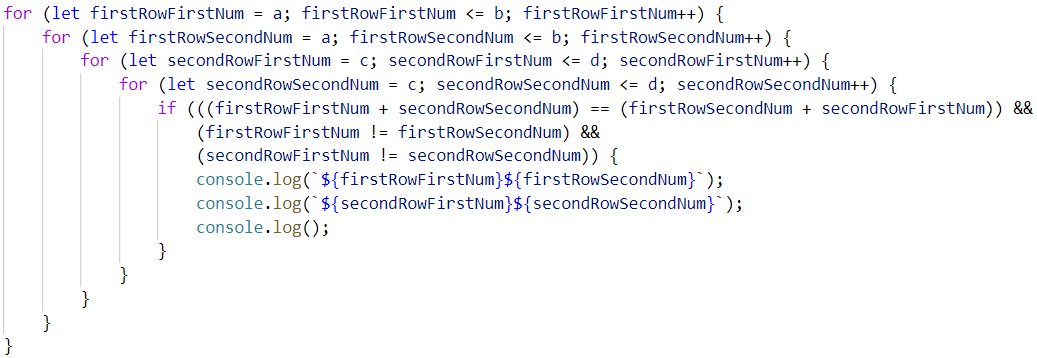 for (let firstRowFirstNum = a; firstRowFirstNum <= b; firstRowFirstNum++) {
    for (let firstRowSecondNum = a; firstRowSecondNum <= b; firstRowSecondNum++) {
        for (let secondRowFirstNum = c; secondRowFirstNum <= d; secondRowFirstNum++) {
            for (let secondRowSecondNum = c; secondRowSecondNum <= d; secondRowSecondNum++) {
                if (((firstRowFirstNum + secondRowSecondNum) == (firstRowSecondNum + secondRowFirstNum)) &&
                    (firstRowFirstNum != firstRowSecondNum) &&
                    (secondRowFirstNum != secondRowSecondNum)) {
                    console.log(`${firstRowFirstNum}${firstRowSecondNum}`);
                    console.log(`${secondRowFirstNum}${secondRowSecondNum}`);
                    console.log();
                }
            }
        }
    }
}